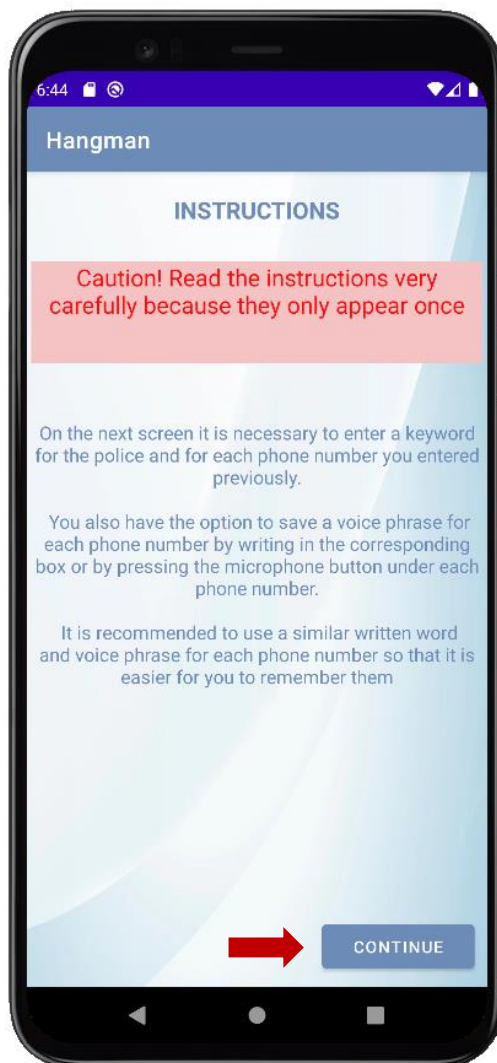 6:44
Hangman
INSTRUCTIONS
Caution! Read the instructions very
carefully because they only appear once
On the next screen it is necessary to enter a keyword
for the police and for each phone number you entered
previously.
You also have the option to save a voice phrase for
each phone number by writing in the corresponding
box or by pressing the microphone button under each
phone number.
It is recommended to use a similar written word
and voice phrase for each phone number so that it is
easier for you to remember them
CONTINUE